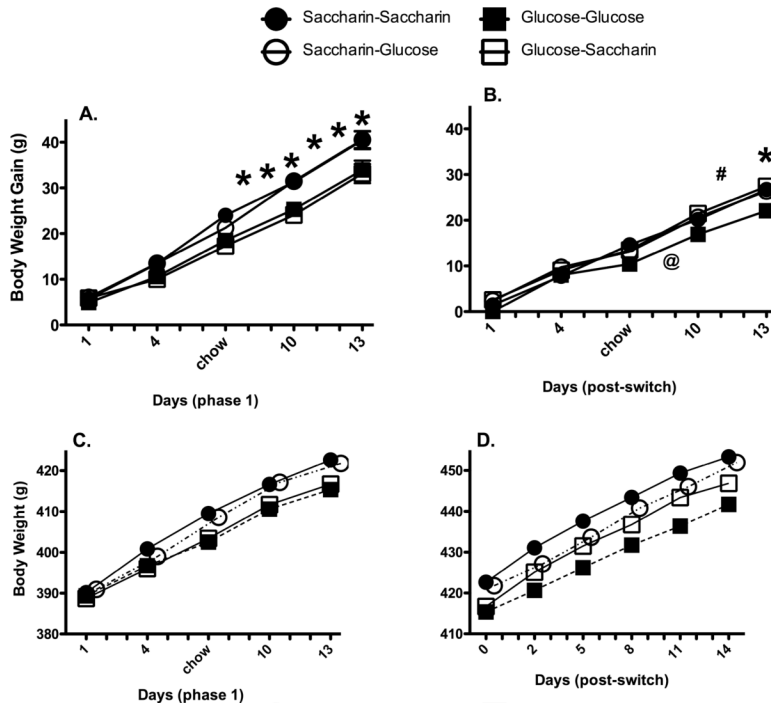 Saccharin-Saccharin
Glucose-Glucose
Saccharin-Glucose
Glucose-Saccharin
A.
* * * * * *
Body Weight Gain (g)
40
30
20
10
0
1
4
chow
10
13
Days (phase 1)
B.
*
#
@
40
30
20
10
0
1
4
chow
10
13
Days (post-switch)
C.
Body Weight (g)
420
410
400
390
380
1
4
chow
10
13
Days (phase 1)
D.
450
440
430
420
410
0
2
5
8
11
14
Days (post-switch)